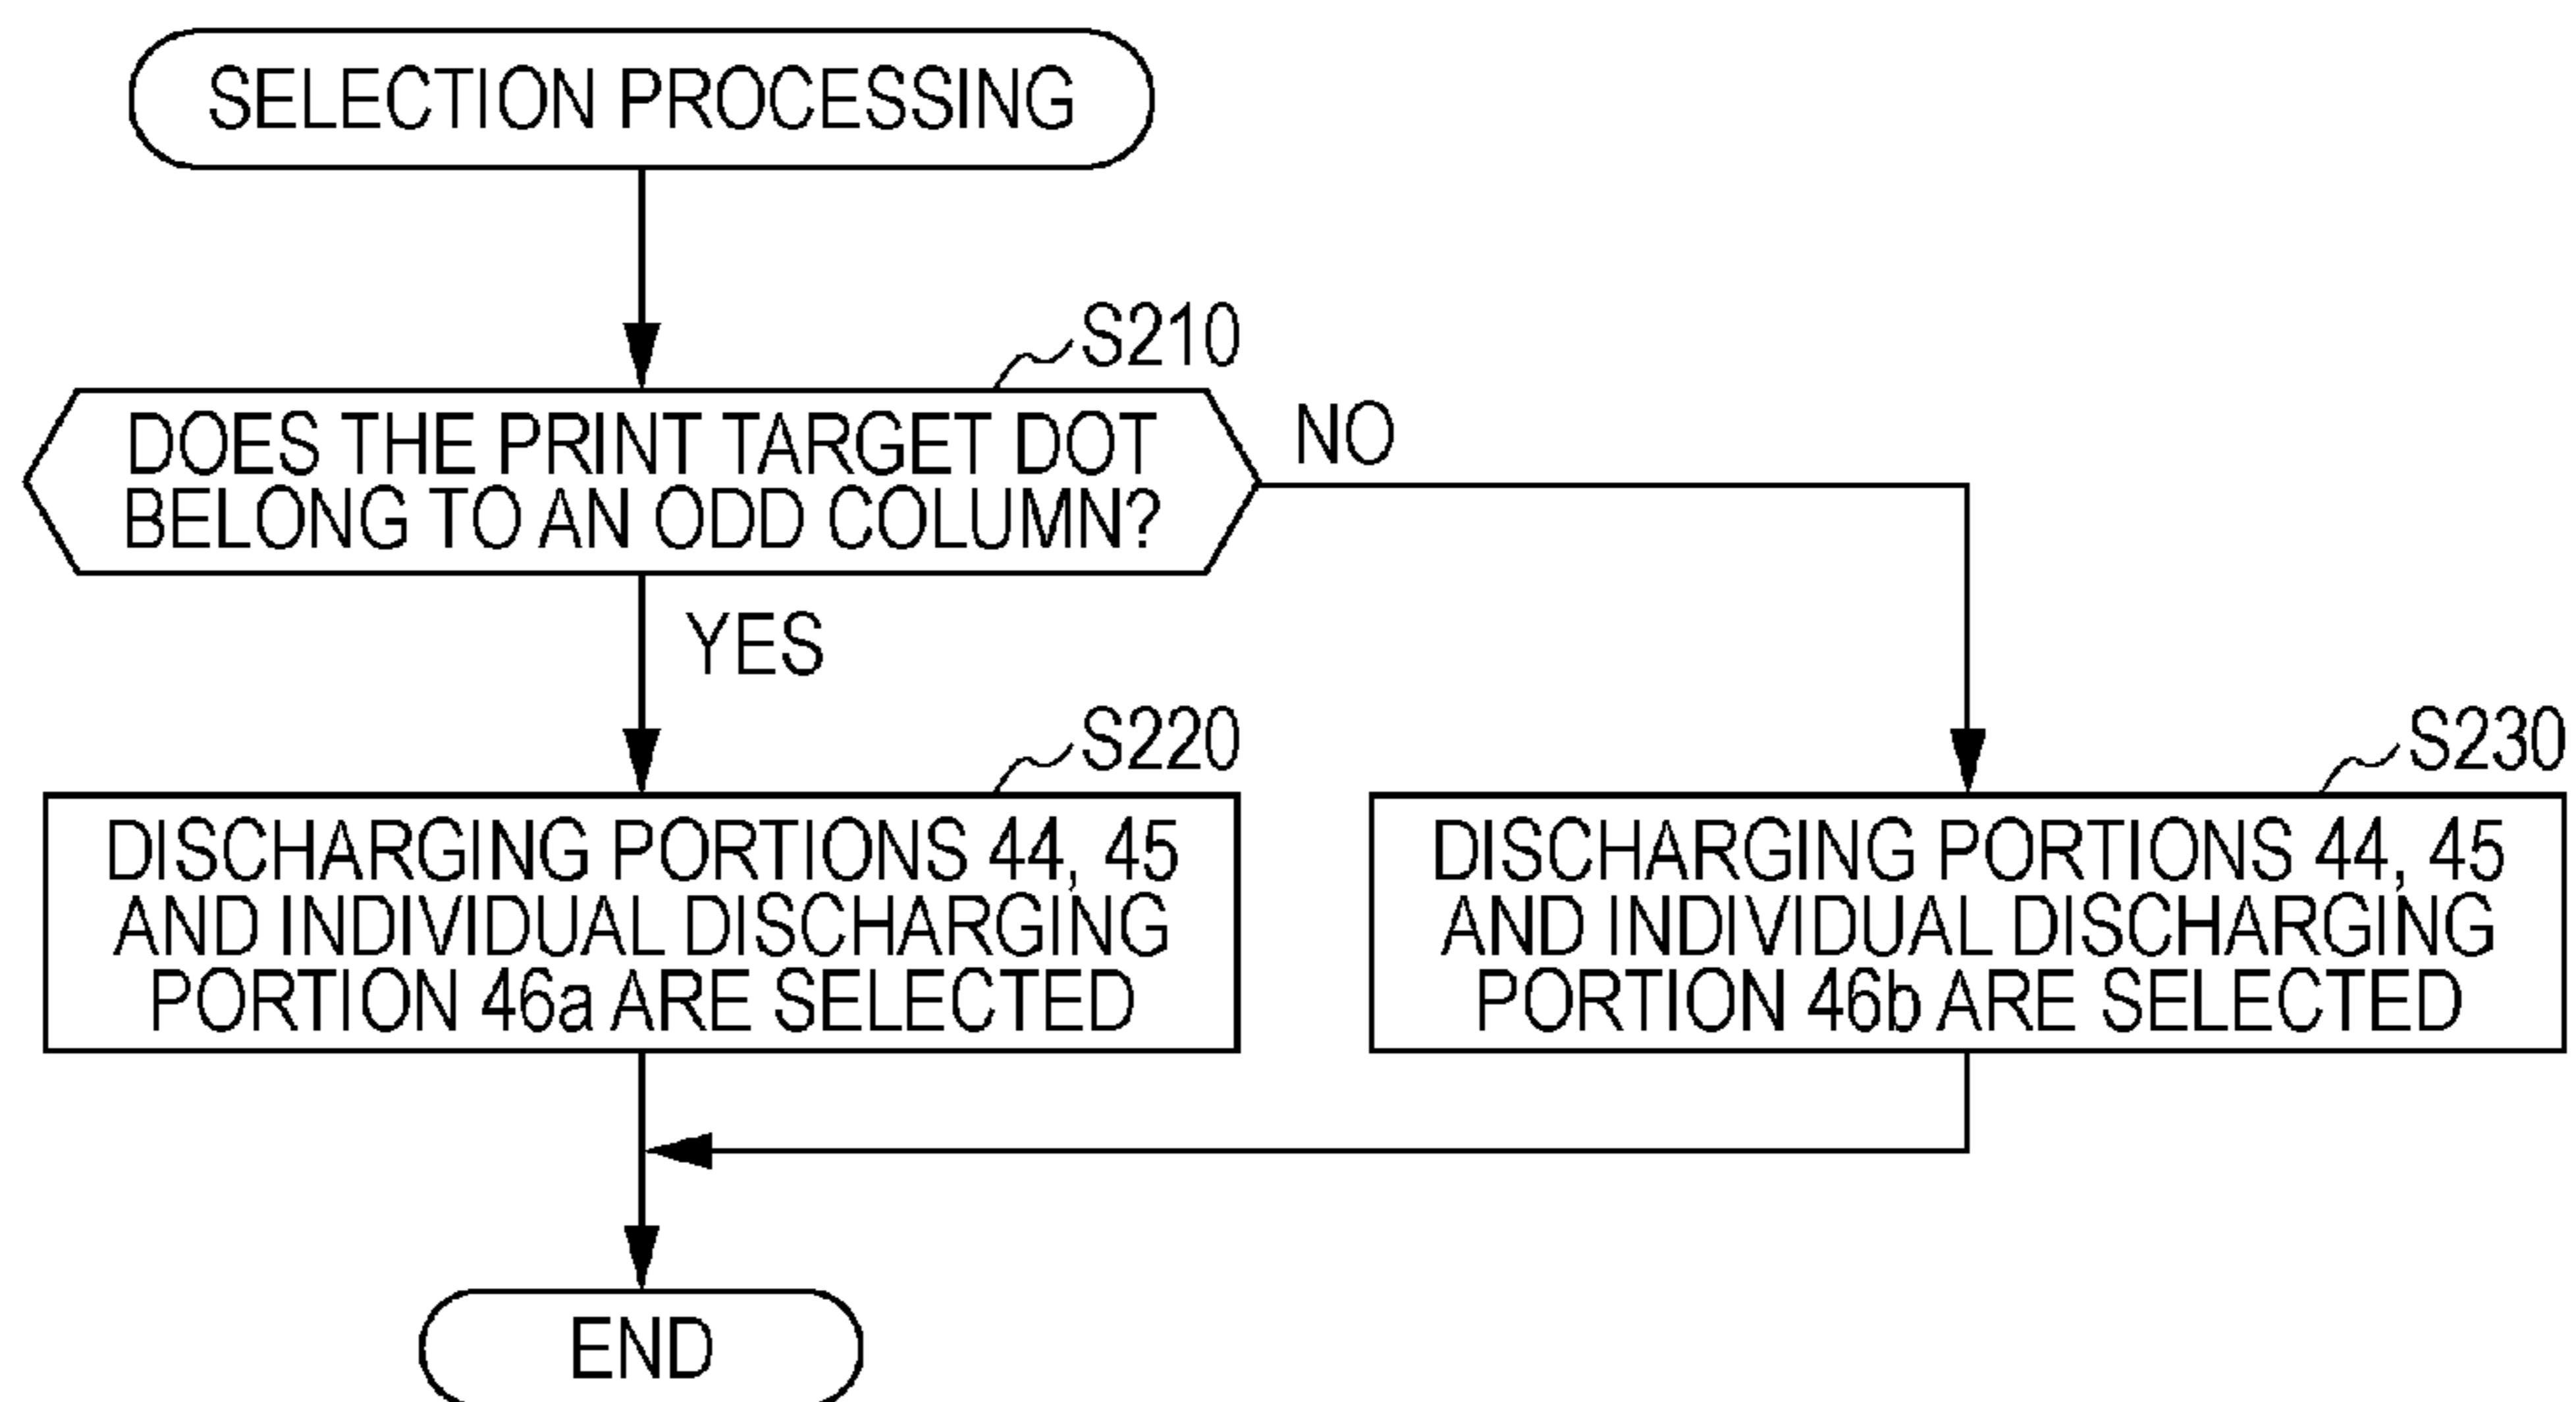 SELECTION PROCESSING
S210
DOES THE PRINT TARGET DOT
BELONG TO AN ODD COLUMN?
NO
YES
S220
DISCHARGING PORTIONS 44, 45
AND INDIVIDUAL DISCHARGING
PORTION 46a ARE SELECTED
S230
DISCHARGING PORTIONS 44, 45
AND INDIVIDUAL DISCHARGING
PORTION 46b ARE SELECTED
END